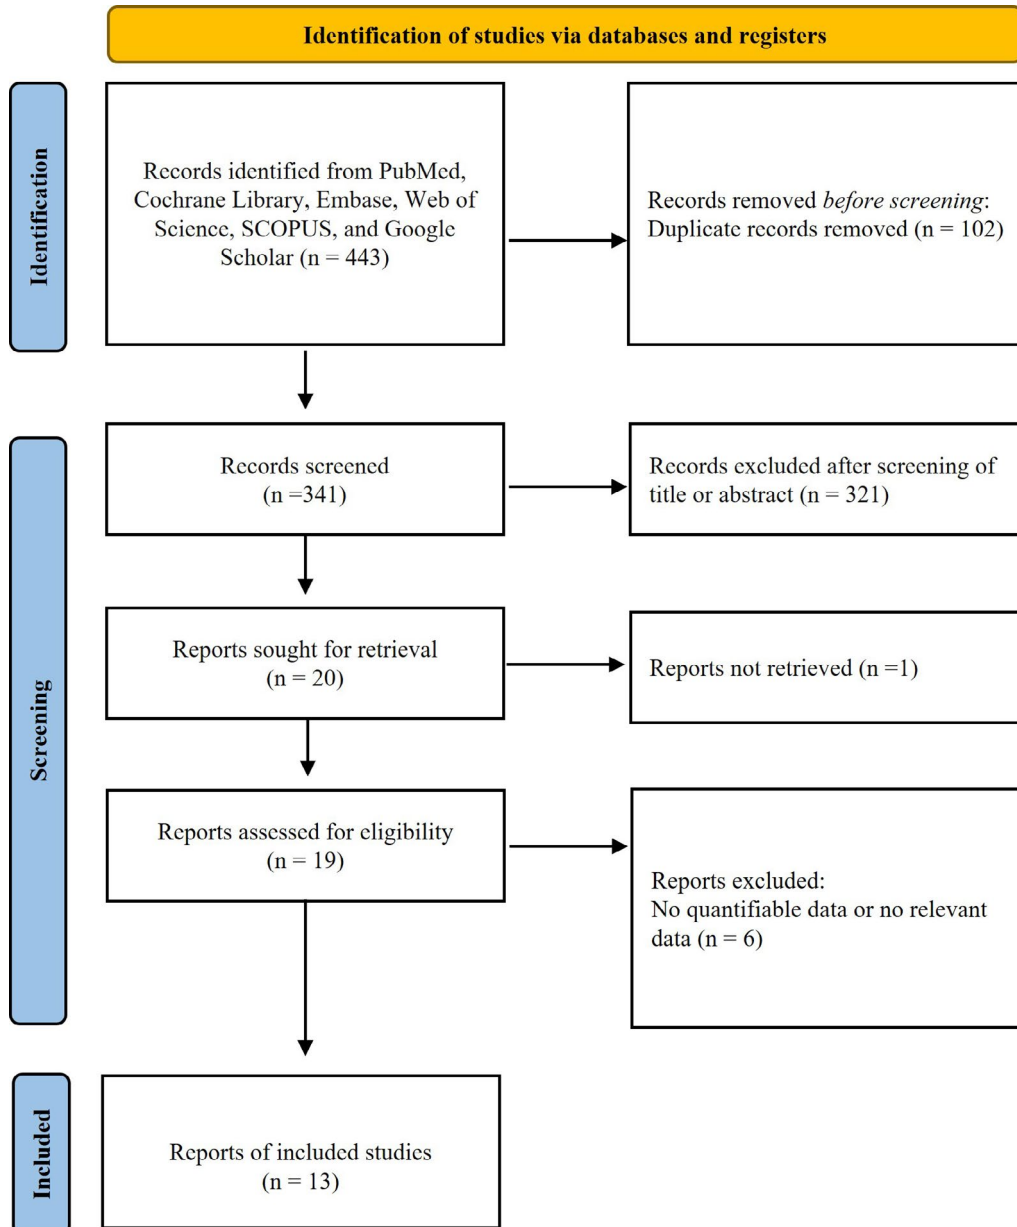 Identification of studies via databases and registers
Identification
Records identified from PubMed,
Cochrane Library, Embase, Web of
Science, SCOPUS, and Google
Scholar (n = 443)
Records removed before screening:
Duplicate records removed (n = 102)
Screening
Records screened
(n =341)
Records excluded after screening of
title or abstract (n = 321)
Reports sought for retrieval
(n = 20)
Reports not retrieved (n =1)
Reports assessed for eligibility
(n = 19)
Reports excluded:
No quantifiable data or no relevant
data (n = 6)
Included
Reports of included studies
(n = 13)